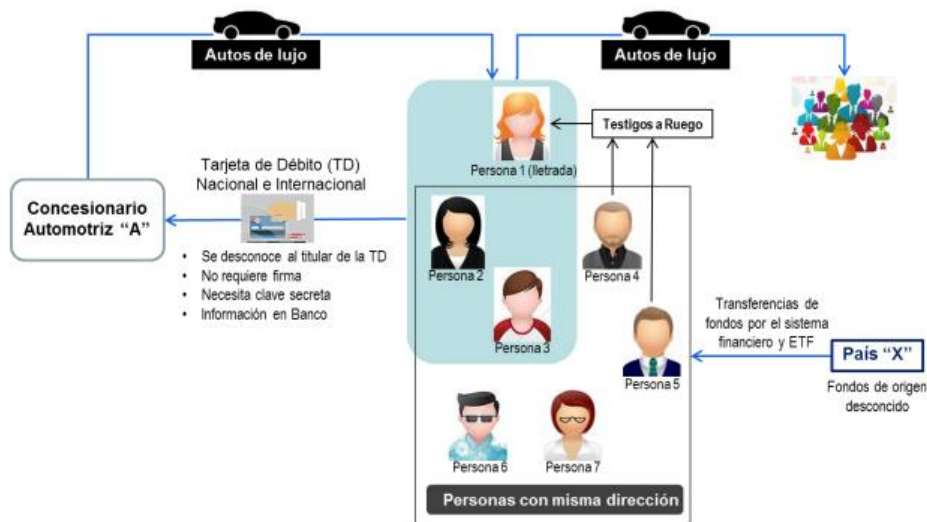 Autos de lujo
Autos de lujo
Testigos a Ruego
Persona 1 (Iletrada)
Tarjeta de Débito (TD)
Nacional e Internacional
Concesionario
Automotriz “A”
• Se desconoce al titular de la TD
• No requiere firma
• Necesita clave secreta
• Información en Banco
Persona 2
Persona 4
Persona 3
Persona 5
Transferencias de
fondos por el sistema
financiero y ETF
País “X”
Fondos de origen
desconcido
Persona 6
Persona 7
Personas con misma dirección